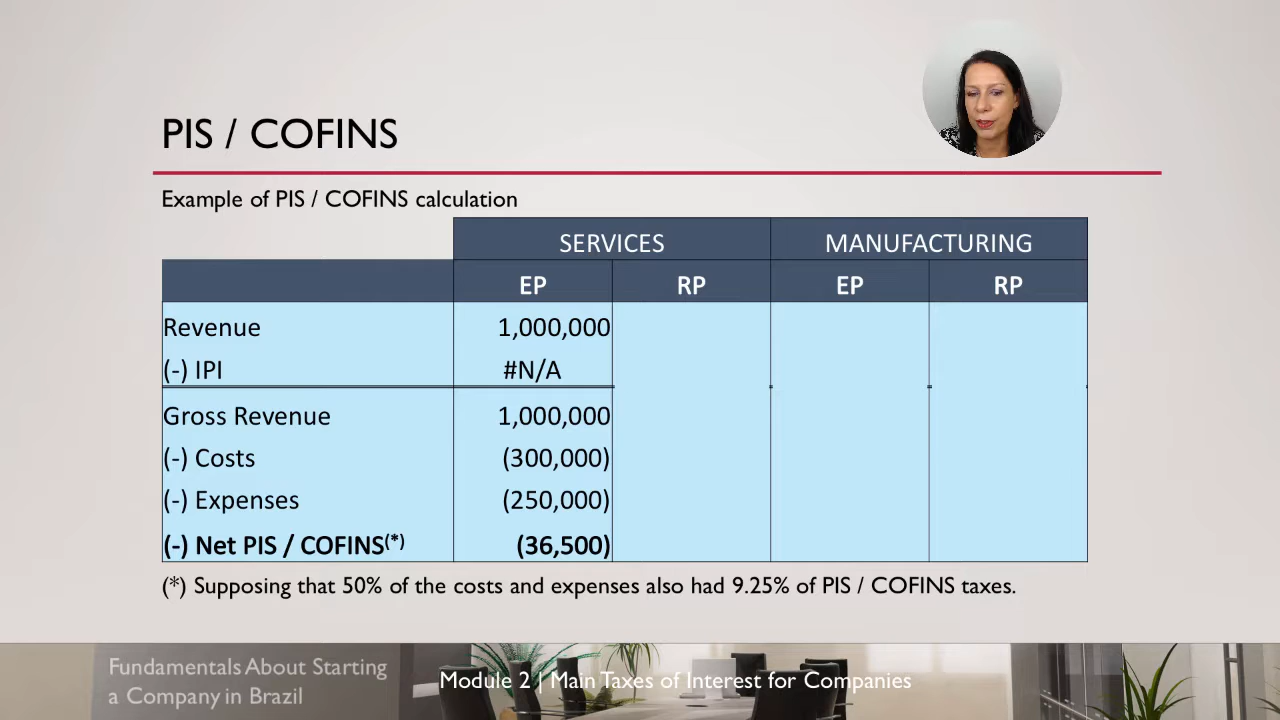 PIS / COFINS
Example of PIS / COFINS calculation
SERVICES MANUFACTURING
EP RP EP RP
Revenue 1,000,000
(-) IPI #N/A
Gross Revenue 1,000,000
(-) Costs (300,000)
(-) Expenses (250,000)
(-) Net PIS / COFINS(*) (36,500)
(*) Supposing that 50% of the costs and expenses also had 9.25% of PIS / COFINS taxes.
Fundamentals About Starting
a Company in Brazil
Module 2 | Main Taxes of Interest for Companies